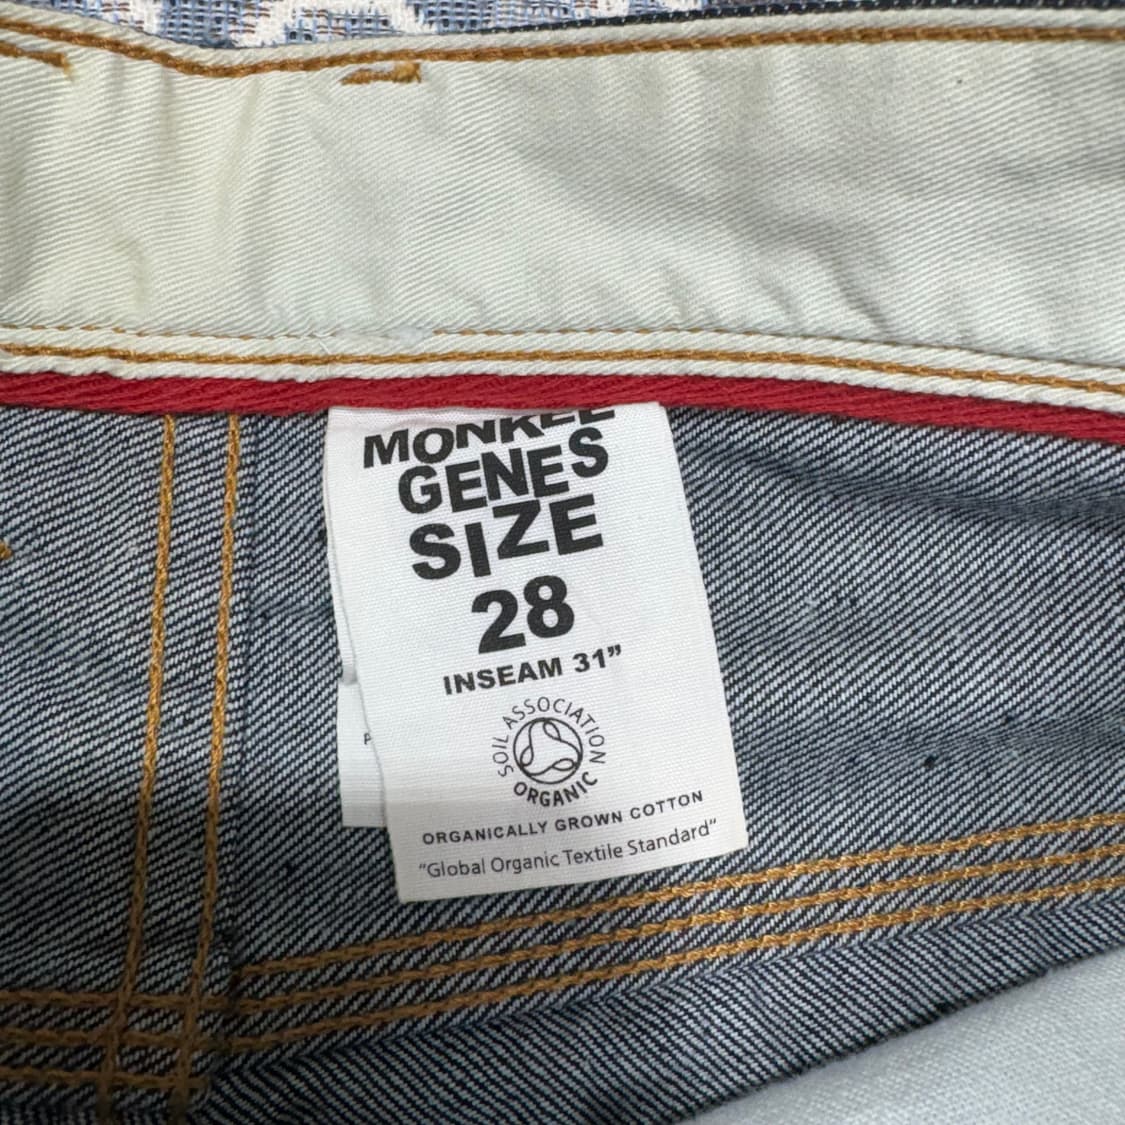 MONKEE
GENES
SIZE
28
INSEAM 31”
SOIL ASSOCIATION
ORGANIC
ORGANICALLY GROWN COTTON
“Global Organic Textile Standard“